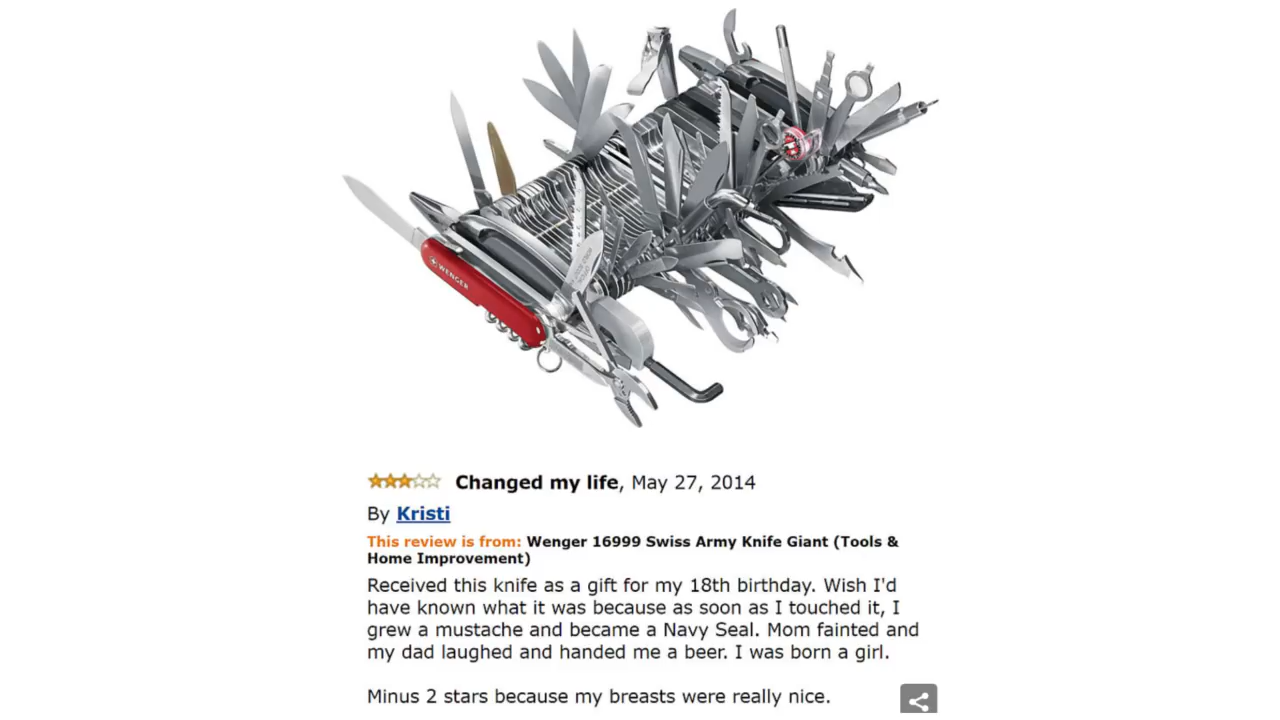 WENGER
Changed my life, May 27, 2014
By Kristi
This review is from: Wenger 16999 Swiss Army Knife Giant (Tools &
Home Improvement)
Received this knife as a gift for my 18th birthday. Wish I'd
have known what it was because as soon as I touched it, I
grew a mustache and became a Navy Seal. Mom fainted and
my dad laughed and handed me a beer. I was born a girl.
Minus 2 stars because my breasts were really nice.